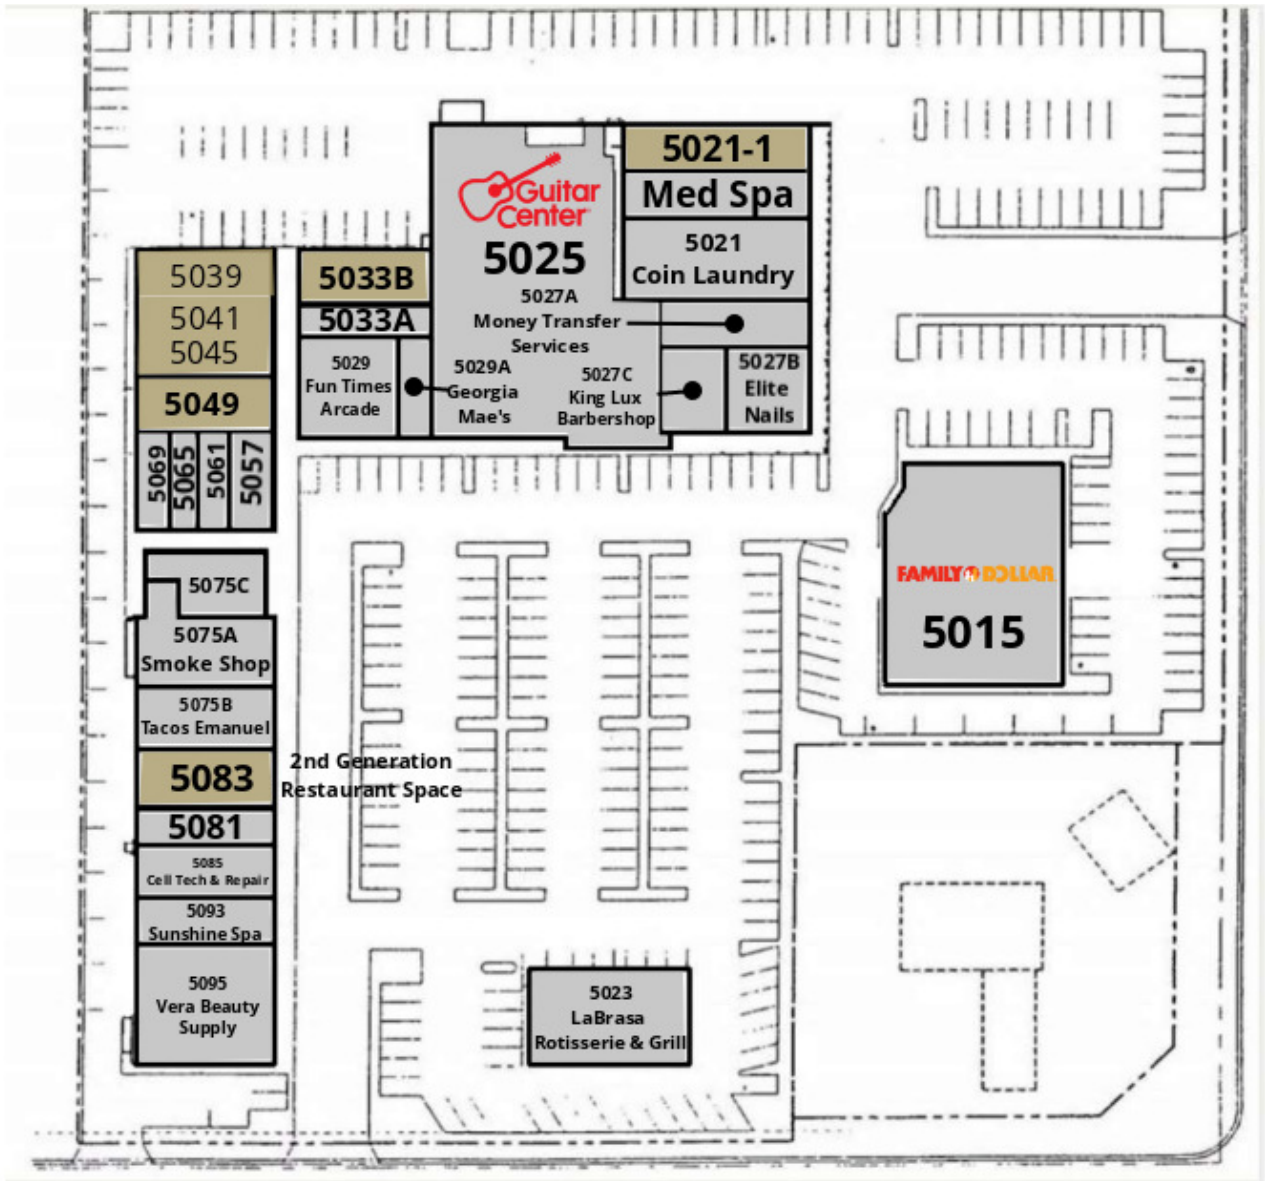 5021-1
Med Spa
5021
Coin Laundry
Guitar
Center
5025
5027A
Money Transfer
Services
5027C
King Lux
Barbershop
5027B
Elite
Nails
5029A
Georgia
Mae's
5033B
5033A
5029
Fun Times
Arcade
5039
5041
5045
5049
5069
5065
5061
5057
5075C
5075A
Smoke Shop
5075B
Tacos Emanuel
5083
2nd Generation
Restaurant Space
5081
5085
Cell Tech & Repair
5093
Sunshine Spa
5095
Vera Beauty
Supply
5023
LaBrasa
Rotisserie & Grill
FAMILY DOLLAR
5015